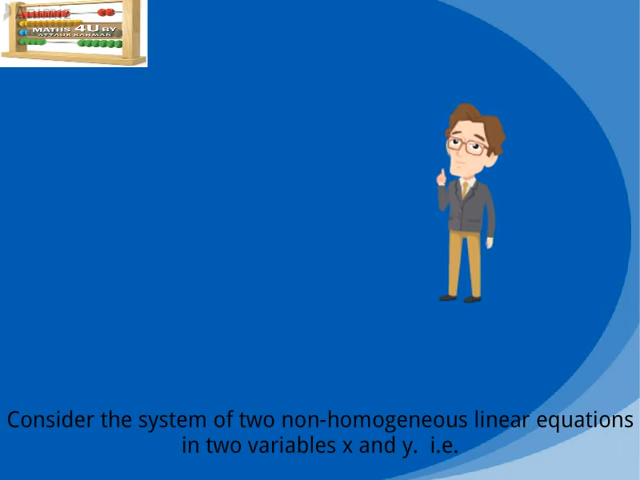 MATHS 4U BY
Consider the system of two non-homogeneous linear equations
in two variables x and y. i.e.